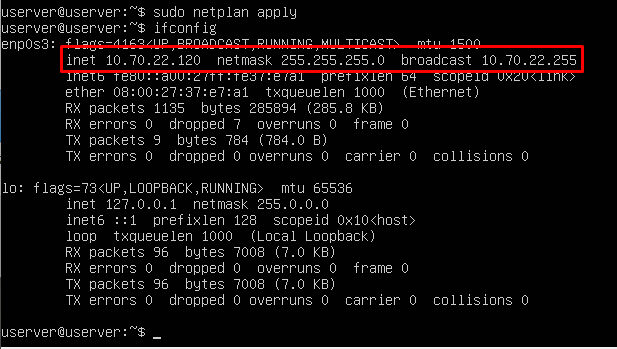 userver@userver:~$ sudo netplan apply
userver@userver:~$ ifconfig
enp0s3: flags=4163<UP,BROADCAST,RUNNING,MULTICAST> mtu 1500
inet 10.70.22.120 netmask 255.255.255.0 broadcast 10.70.22.255
inet6 fe80::a00:27ff:fe37:e7a1 prefixlen 64 scopeid 0x20<link>
ether 08:00:27:37:e7:a1 txqueuelen 1000 (Ethernet)
RX packets 1135 bytes 285894 (285.8 KB)
RX errors 0 dropped 7 overruns 0 frame 0
TX packets 9 bytes 784 (784.0 B)
TX errors 0 dropped 0 overruns 0 carrier 0 collisions 0
lo: flags=73<UP,LOOPBACK,RUNNING> mtu 65536
inet 127.0.0.1 netmask 255.0.0.0
inet6 ::1 prefixlen 128 scopeid 0x10<host>
loop txqueuelen 1000 (Local Loopback)
RX packets 96 bytes 7008 (7.0 KB)
RX errors 0 dropped 0 overruns 0 frame 0
TX packets 96 bytes 7008 (7.0 KB)
TX errors 0 dropped 0 overruns 0 carrier 0 collisions 0
userver@userver:~$ _